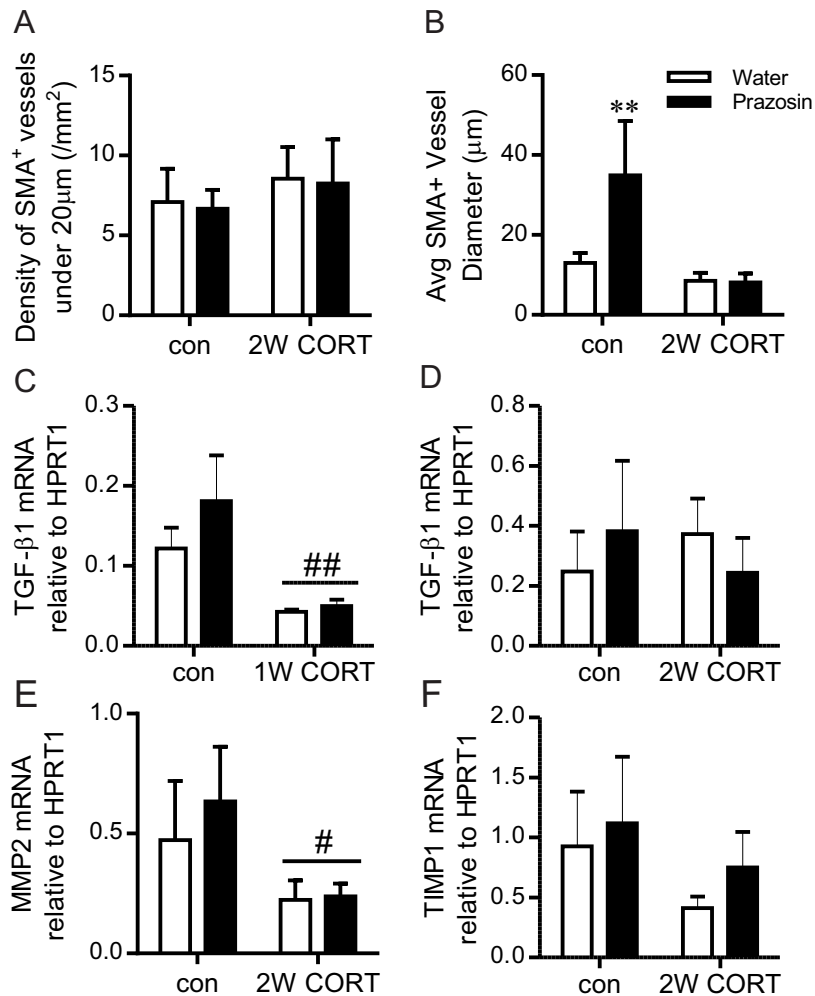 A
Density of SMA+ vessels
under 20μm (/mm2)
15
10
5
0
con
2W CORT
B
Avg SMA+ Vessel
Diameter (μm)
60
40
20
0
**
Water
Prazosin
con
2W CORT
C
TGF-β1 mRNA
relative to HPRT1
0.3
0.2
0.1
0.0
##
con
1W CORT
D
TGF-β1 mRNA
relative to HPRT1
0.8
0.6
0.4
0.2
0.0
con
2W CORT
E
MMP2 mRNA
relative to HPRT1
1.0
0.5
0.0
#
con
2W CORT
F
TIMP1 mRNA
relative to HPRT1
2.0
1.5
1.0
0.5
0.0
con
2W CORT